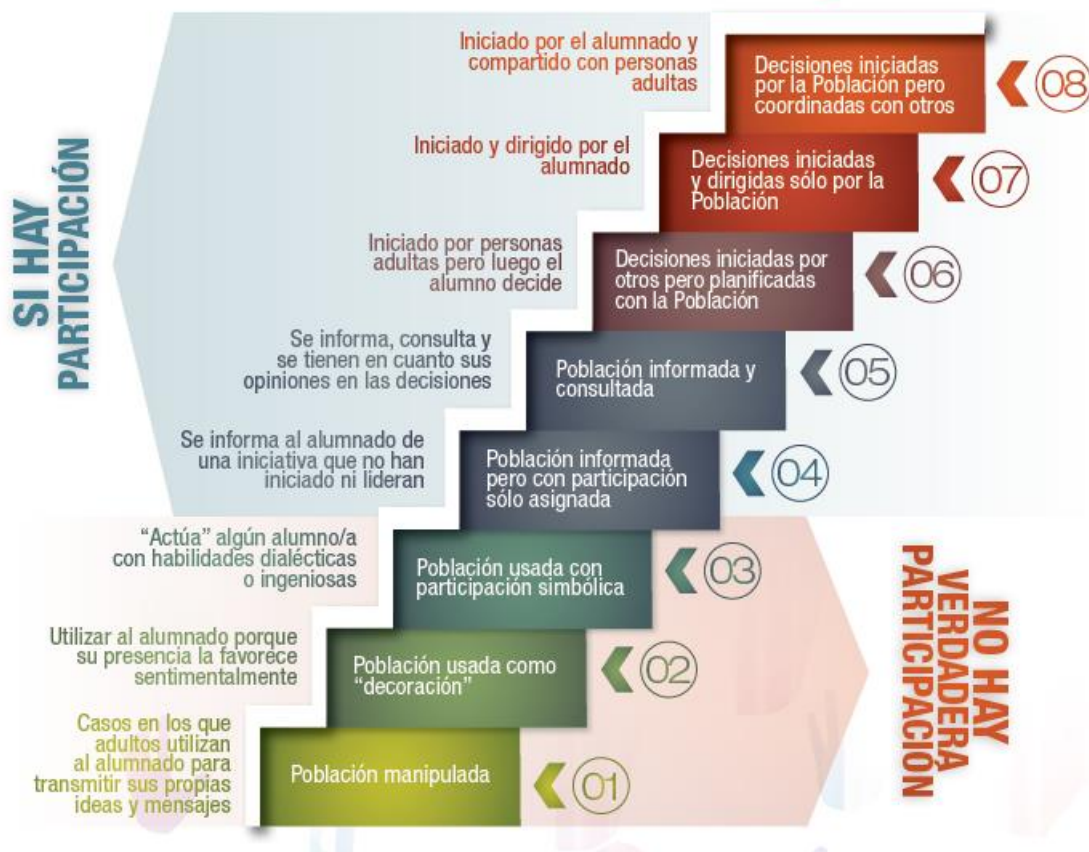 Iniciado por el alumnado y
compartido con personas
adultas
Decisiones iniciadas
por la Población pero
coordinadas con otros
08
Iniciado y dirigido por el
alumnado
Decisiones iniciadas
y dirigidas sólo por la
Población
07
SI HAY
PARTICIPACIÓN
Iniciado por personas
adultas pero luego el
alumno decide
Decisiones iniciadas por
otros pero planificadas
con la Población
06
Se informa, consulta y
se tienen en cuanto sus
opiniones en las decisiones
Población informada y
consultada
05
Se informa al alumnado de
una iniciativa que no han
iniciado ni lideran
Población informada
pero con participación
sólo asignada
04
“Actúa” algún alumno/a
con habilidades dialécticas
o ingeniosas
Población usada con
participación simbólica
03
NO HAY
VERDADERA
PARTICIPACIÓN
Utilizar al alumnado porque
su presencia la favorece
sentimentalmente
Población usada como
“decoración”
02
Casos en los que
adultos utilizan
al alumnado para
transmitir sus propias
ideas y mensajes
Población manipulada
01